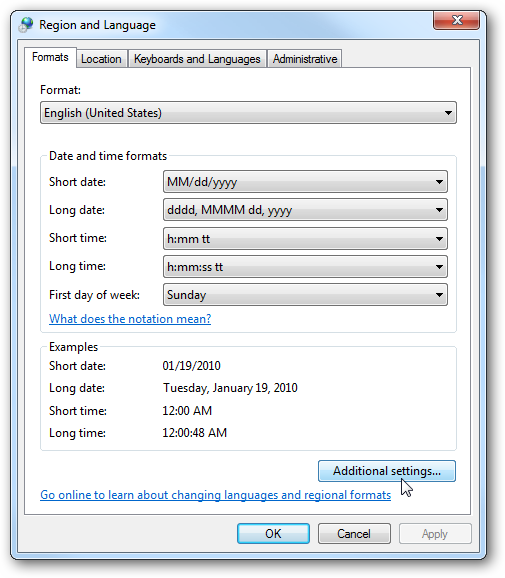 Region and Language
Formats Location Keyboards and Languages Administrative
Format:
English (United States)
Date and time formats
Short date: MM/dd/yyyy
Long date: dddd, MMMM dd, yyyy
Short time: h:mm tt
Long time: h:mm:ss tt
First day of week: Sunday
What does the notation mean?
Examples
Short date: 01/19/2010
Long date: Tuesday, January 19, 2010
Short time: 12:00 AM
Long time: 12:00:48 AM
Additional settings...
Go online to learn about changing languages and regional formats
OK Cancel Apply